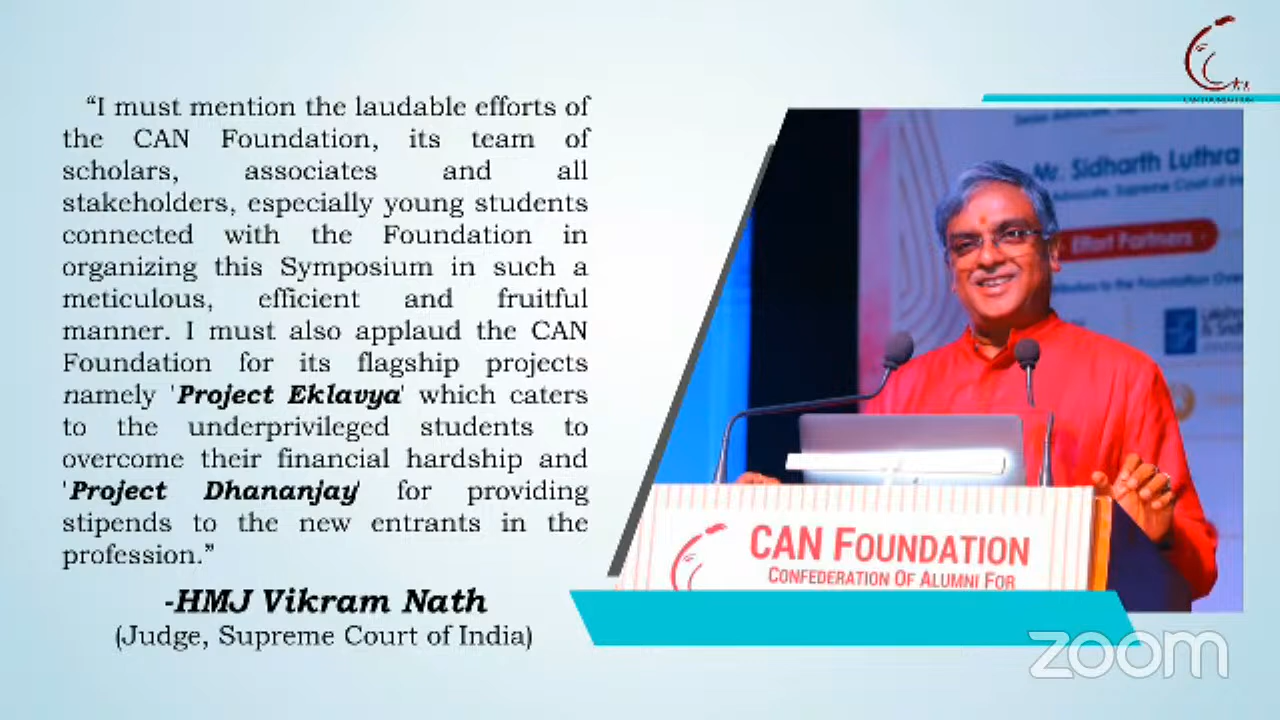 “I must mention the laudable efforts of
the CAN Foundation, its team of
scholars, associates and all
stakeholders, especially young students
connected with the Foundation in
organizing this Symposium in such a
meticulous, efficient and fruitful
manner. I must also applaud the CAN
Foundation for its flagship projects
namely 'Project Eklavya' which caters
to the underprivileged students to
overcome their financial hardship and
'Project Dhananjay' for providing
stipends to the new entrants in the
profession.”
-HMJ Vikram Nath
(Judge, Supreme Court of India)
Mr. Sidharth Luthra
Advocate, Supreme Court of
Effort Partners
to the Foundation
CAN FOUNDATION
CONFEDERATION OF ALUMNI FOR
zoom